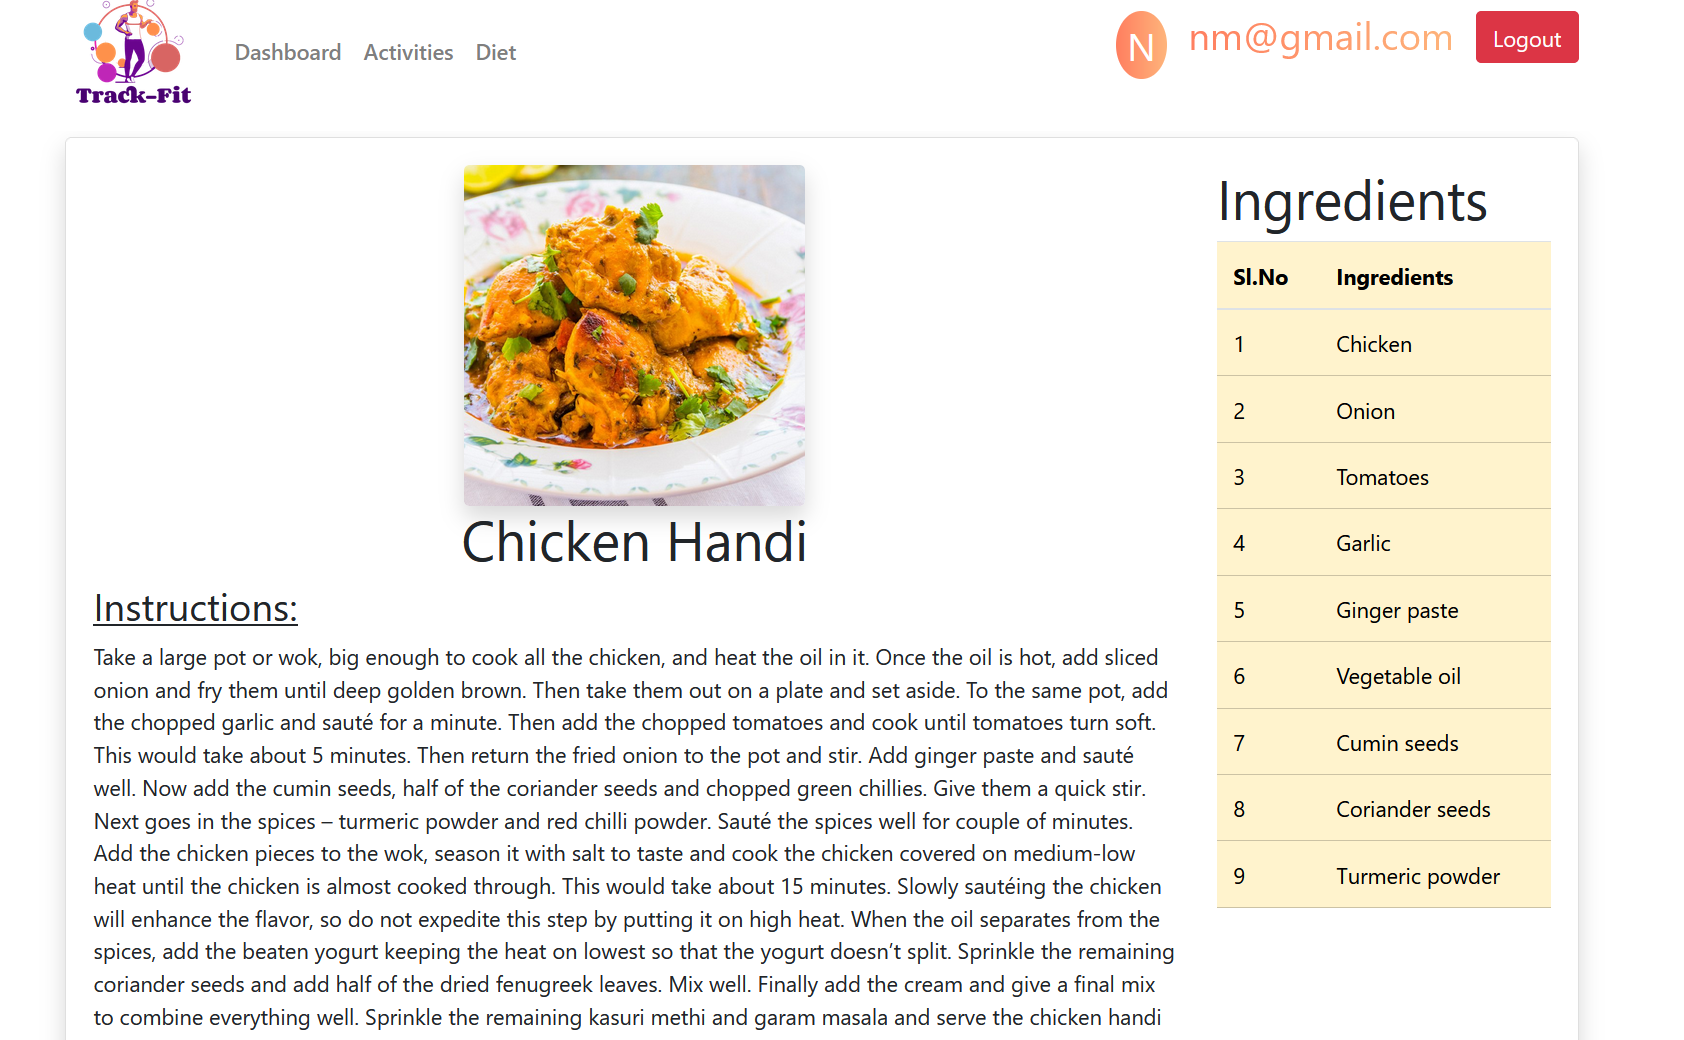 Track-Fit
Dashboard Activities Diet
N nm@gmail.com Logout
Chicken Handi
Instructions:
Take a large pot or wok, big enough to cook all the chicken, and heat the oil in it. Once the oil is hot, add sliced
onion and fry them until deep golden brown. Then take them out on a plate and set aside. To the same pot, add
the chopped garlic and sauté for a minute. Then add the chopped tomatoes and cook until tomatoes turn soft.
This would take about 5 minutes. Then return the fried onion to the pot and stir. Add ginger paste and sauté
well. Now add the cumin seeds, half of the coriander seeds and chopped green chillies. Give them a quick stir.
Next goes in the spices – turmeric powder and red chilli powder. Sauté the spices well for couple of minutes.
Add the chicken pieces to the wok, season it with salt to taste and cook the chicken covered on medium-low
heat until the chicken is almost cooked through. This would take about 15 minutes. Slowly sautéing the chicken
will enhance the flavor, so do not expedite this step by putting it on high heat. When the oil separates from the
spices, add the beaten yogurt keeping the heat on lowest so that the yogurt doesn’t split. Sprinkle the remaining
coriander seeds and add half of the dried fenugreek leaves. Mix well. Finally add the cream and give a final mix
to combine everything well. Sprinkle the remaining kasuri methi and garam masala and serve the chicken handi
Ingredients
Sl.No Ingredients
1 Chicken
2 Onion
3 Tomatoes
4 Garlic
5 Ginger paste
6 Vegetable oil
7 Cumin seeds
8 Coriander seeds
9 Turmeric powder